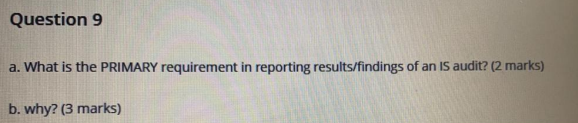 Question 9
a. What is the PRIMARY requirement in reporting results/findings of an IS audit? (2 marks)
b. why? (3 marks)